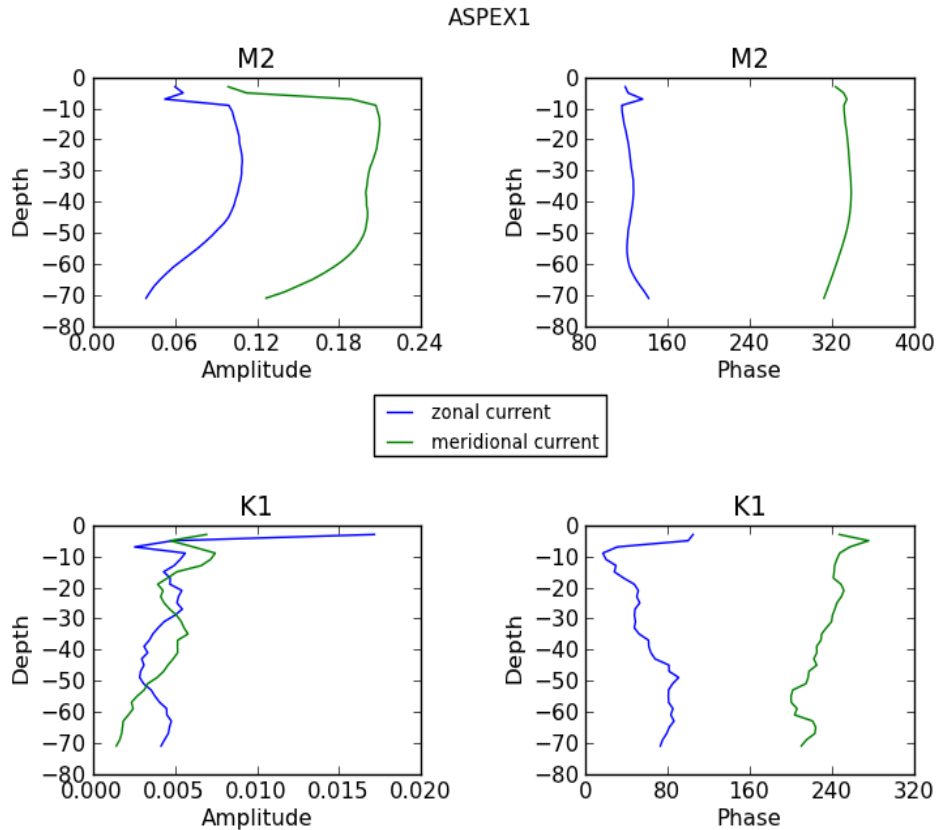 ASPEX1
M2
M2
0
−10
−20
−30
−40
−50
−60
−70
−80
Depth
0.00 0.06 0.12 0.18 0.24
Amplitude
0
−10
−20
−30
−40
−50
−60
−70
−80
Depth
80 160 240 320 400
Phase
zonal current
meridional current
K1
K1
0
−10
−20
−30
−40
−50
−60
−70
−80
Depth
0.000 0.005 0.010 0.015 0.020
Amplitude
0
−10
−20
−30
−40
−50
−60
−70
−80
Depth
0 80 160 240 320
Phase